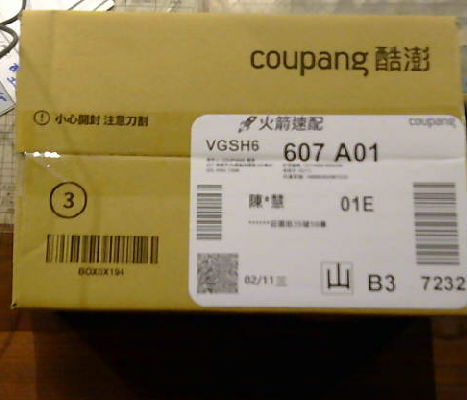 coupang 酷澎
小心開封 注意刀割
火箭速配
coupang
VGSH6
607 A01
3
陳*慧
01E
BOX3X194
02/11
山
B3
7232